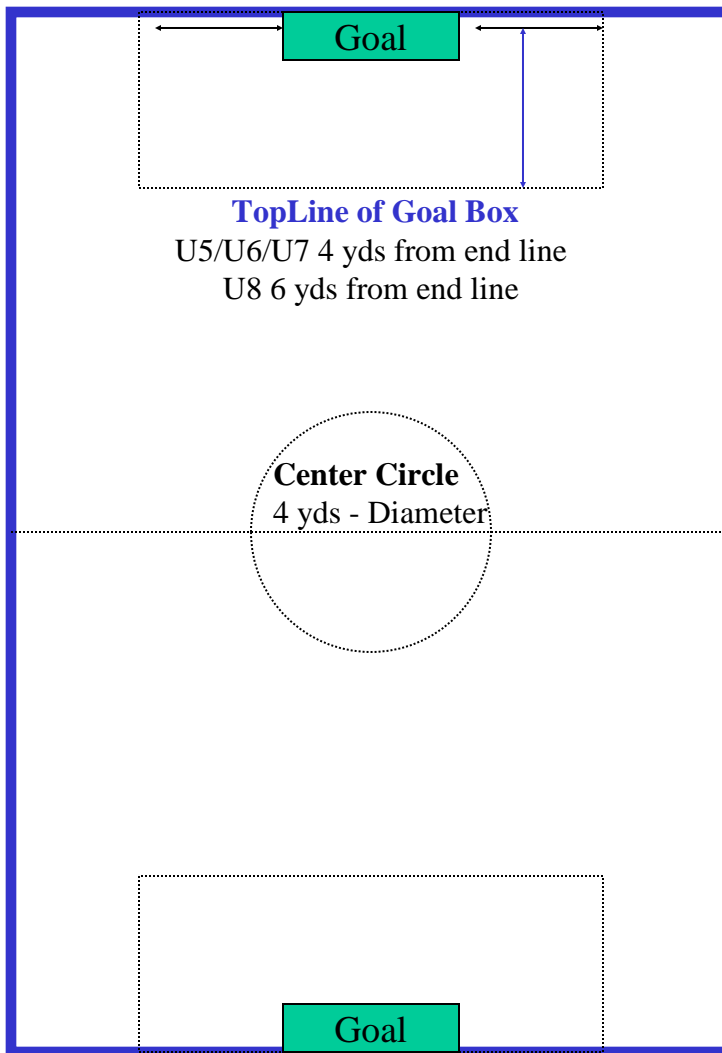 Goal
TopLine of Goal Box
U5/U6/U7 4 yds from end line
U8 6 yds from end line
Center Circle
4 yds - Diameter
Goal